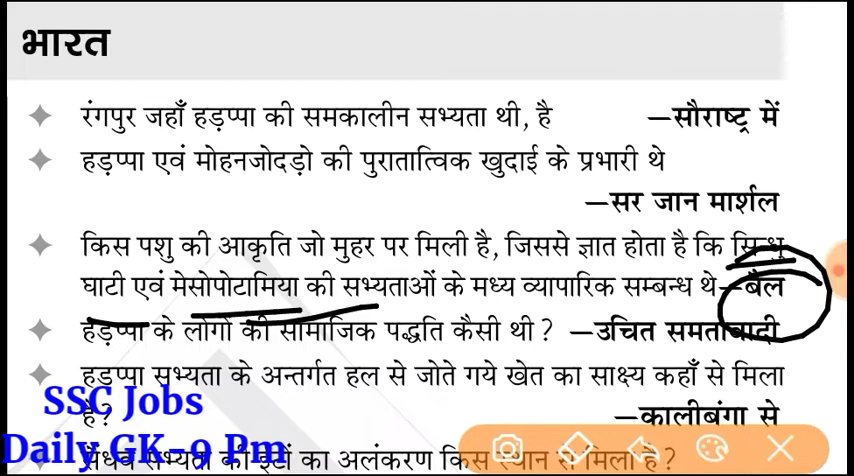 भारत
रंगपुर जहाँ हड़प्पा की समकालीन सभ्यता थी, है —सौराष्ट्र में
हड़प्पा एवं मोहनजोदड़ो की पुरातात्विक खुदाई के प्रभारी थे
—सर जान मार्शल
किस पशु की आकृति जो मुहर पर मिली है, जिससे ज्ञात होता है कि सिन्धु
घाटी एवं मेसोपोटामिया की सभ्यताओं के मध्य व्यापारिक सम्बन्ध थे—बैल
हड़प्पा के लोगों की सामाजिक पद्धति कैसी थी? —उचित समतावादी
हड़प्पा सभ्यता के अन्तर्गत हल से जोते गये खेत का साक्ष्य कहाँ से मिला
है? —कालीबंगा से
सैंधव सभ्यता की ईंटों का अलंकरण किस स्थान से मिला है?
SSC Jobs
Daily GK-9 Pm